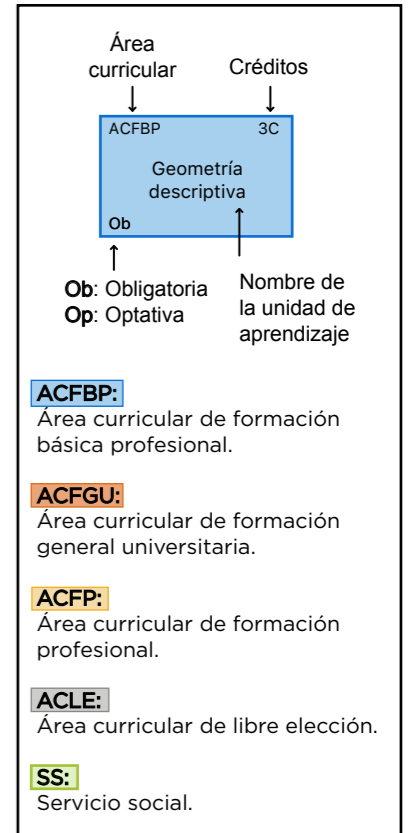 Área
curricular
Créditos
ACFBP
3C
Geometría
descriptiva
Ob
Ob: Obligatoria
Op: Optativa
Nombre de
la unidad de
aprendizaje
ACFBP:
Área curricular de formación
básica profesional.
ACFGU:
Área curricular de formación
general universitaria.
ACFP:
Área curricular de formación
profesional.
ACLE:
Área curricular de libre elección.
SS:
Servicio social.